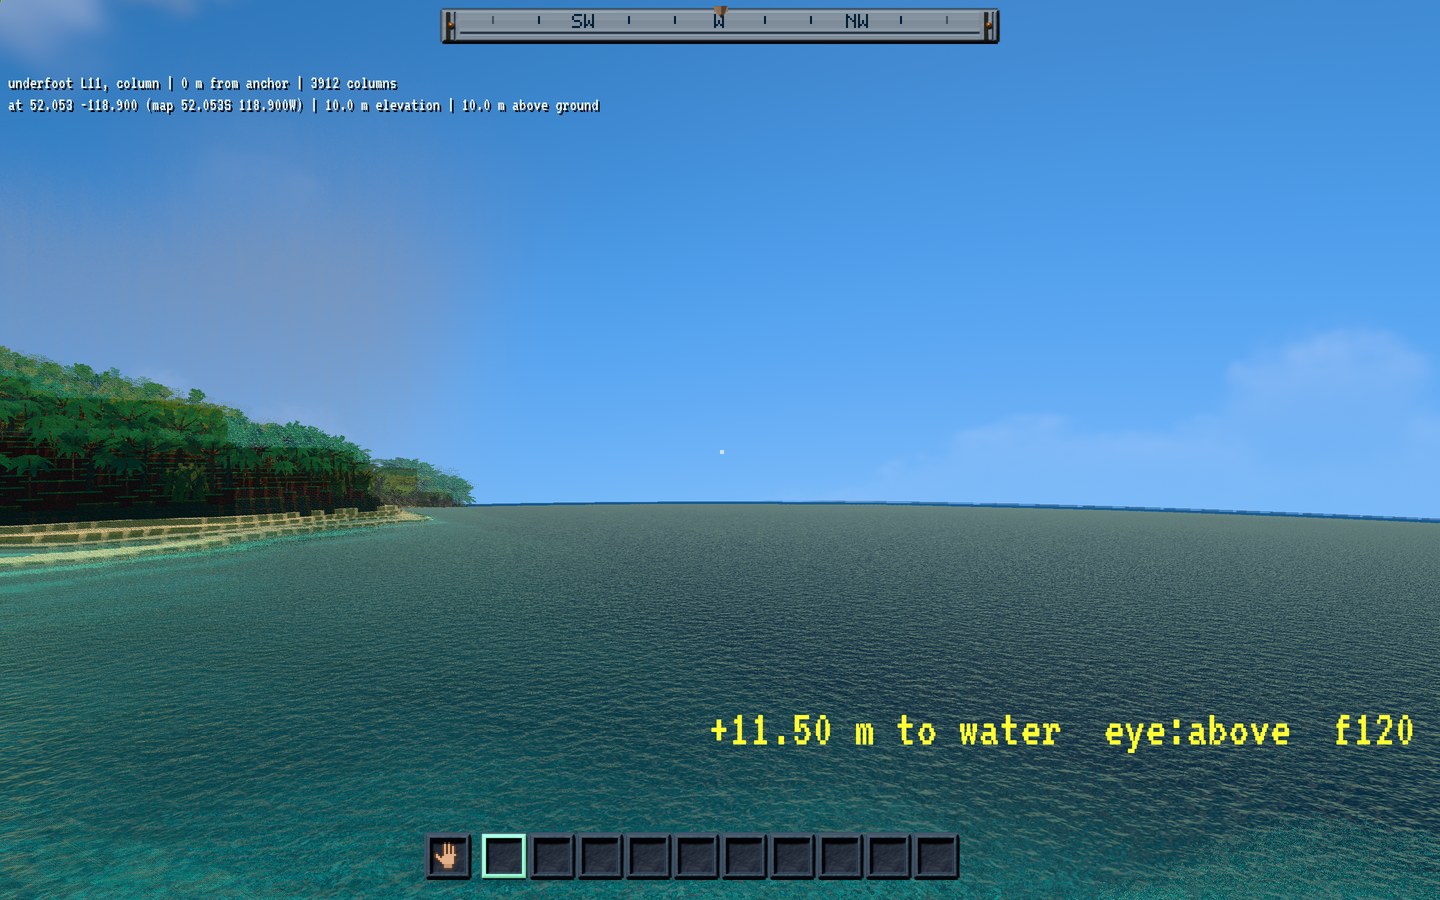 SW W NW
underfoot L11, column | 0 m from anchor | 3912 columns
at 52.053 -118.900 (map 52.053S 118.900W) | 10.0 m elevation | 10.0 m above ground
+11.50 m to water eye:above f120